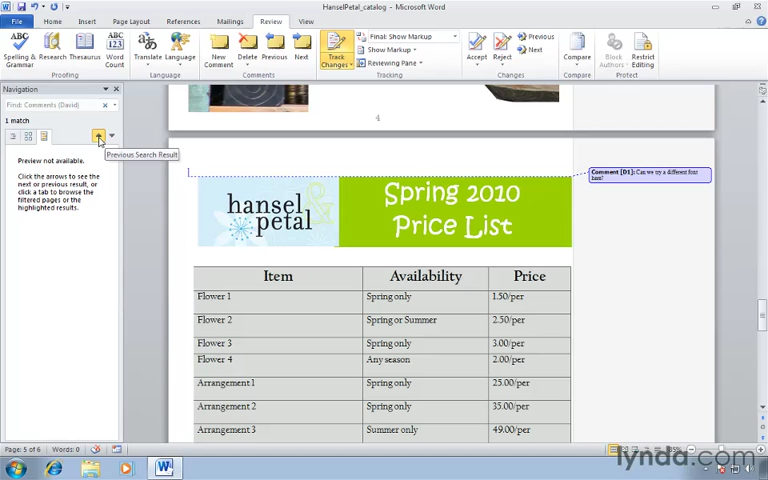 HanselPetal_catalog - Microsoft Word
File Home Insert Page Layout References Mailings Review View
Spelling & Grammar Research Thesaurus Word Count Translate Language New Comment Delete Previous Next Track Changes Final: Show Markup Show Markup Reviewing Pane Accept Reject Previous Next Compare Block Authors Restrict Editing
Proofing Language Comments Tracking Changes Compare Protect
Navigation
Find: Comments (David)
1 match
Previous Search Result
Preview not available.
Click the arrows to see the
next or previous result, or
click a tab to browse the
filtered pages or the
highlighted results.
4
Comment [D1]: Can we try a different font
here?
hansel
&
petal
Spring 2010
Price List
Item Availability Price
Flower 1 Spring only 1.50/per
Flower 2 Spring or Summer 2.50/per
Flower 3 Spring only 3.00/per
Flower 4 Any season 2.00/per
Arrangement 1 Spring only 25.00/per
Arrangement 2 Spring only 35.00/per
Arrangement 3 Summer only 49.00/per
Page: 5 of 6 Words: 0
lynda.com